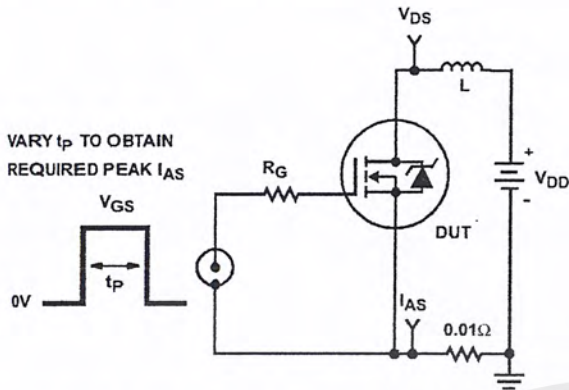 VDS
L
VARY tP TO OBTAIN
REQUIRED PEAK IAS
RG
+
VDD
-
VGS
DUT
tP
0V
IAS
0.01Ω